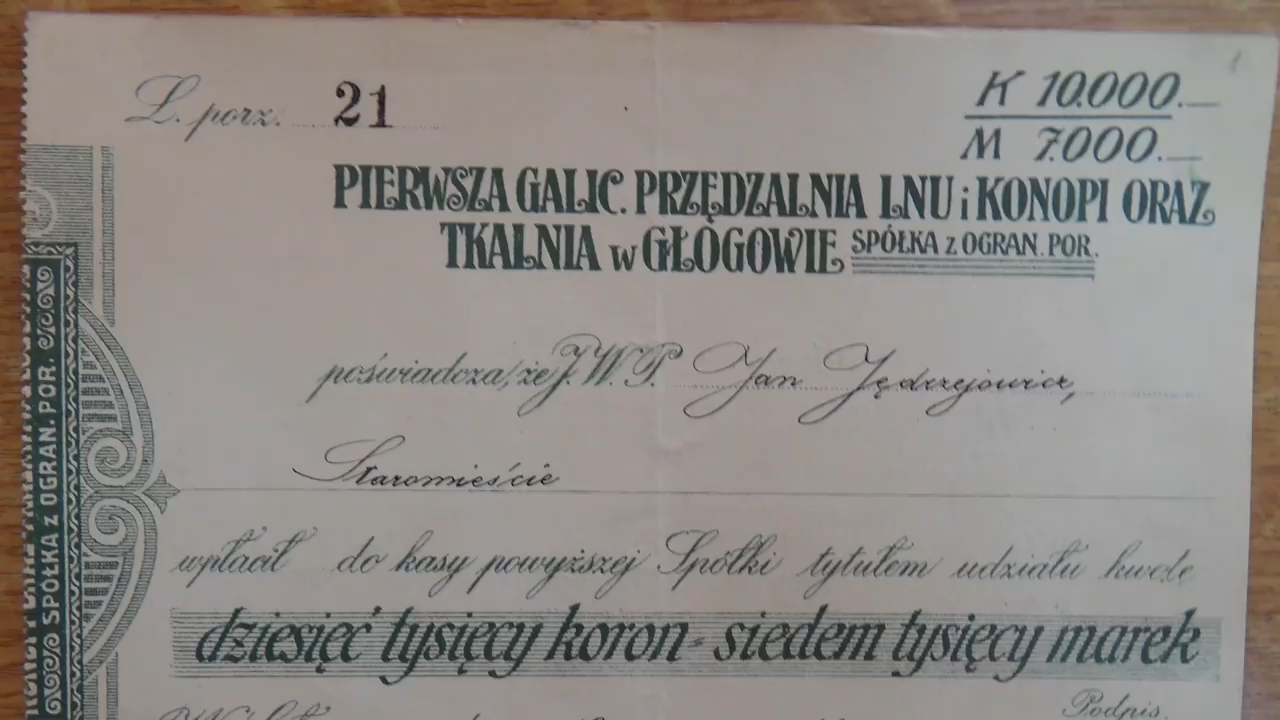 L. porz. 21
K 10.000.—
M 7.000.—
PIERWSZA GALIC. PRZĘDZALNIA LNU i KONOPI ORAZ
TKALNIA w GŁOGOWIE SPÓŁKA z OGRAN. POR.
poświadcza, że J. W. P. Jan Jędrzejowicz,
Staromieście
wpłacił do kasy powyższej Spółki tytułem udziału kwotę
dziesięć tysięcy koron - siedem tysięcy marek
Podpis.
SPÓŁKA z OGRAN. POR.